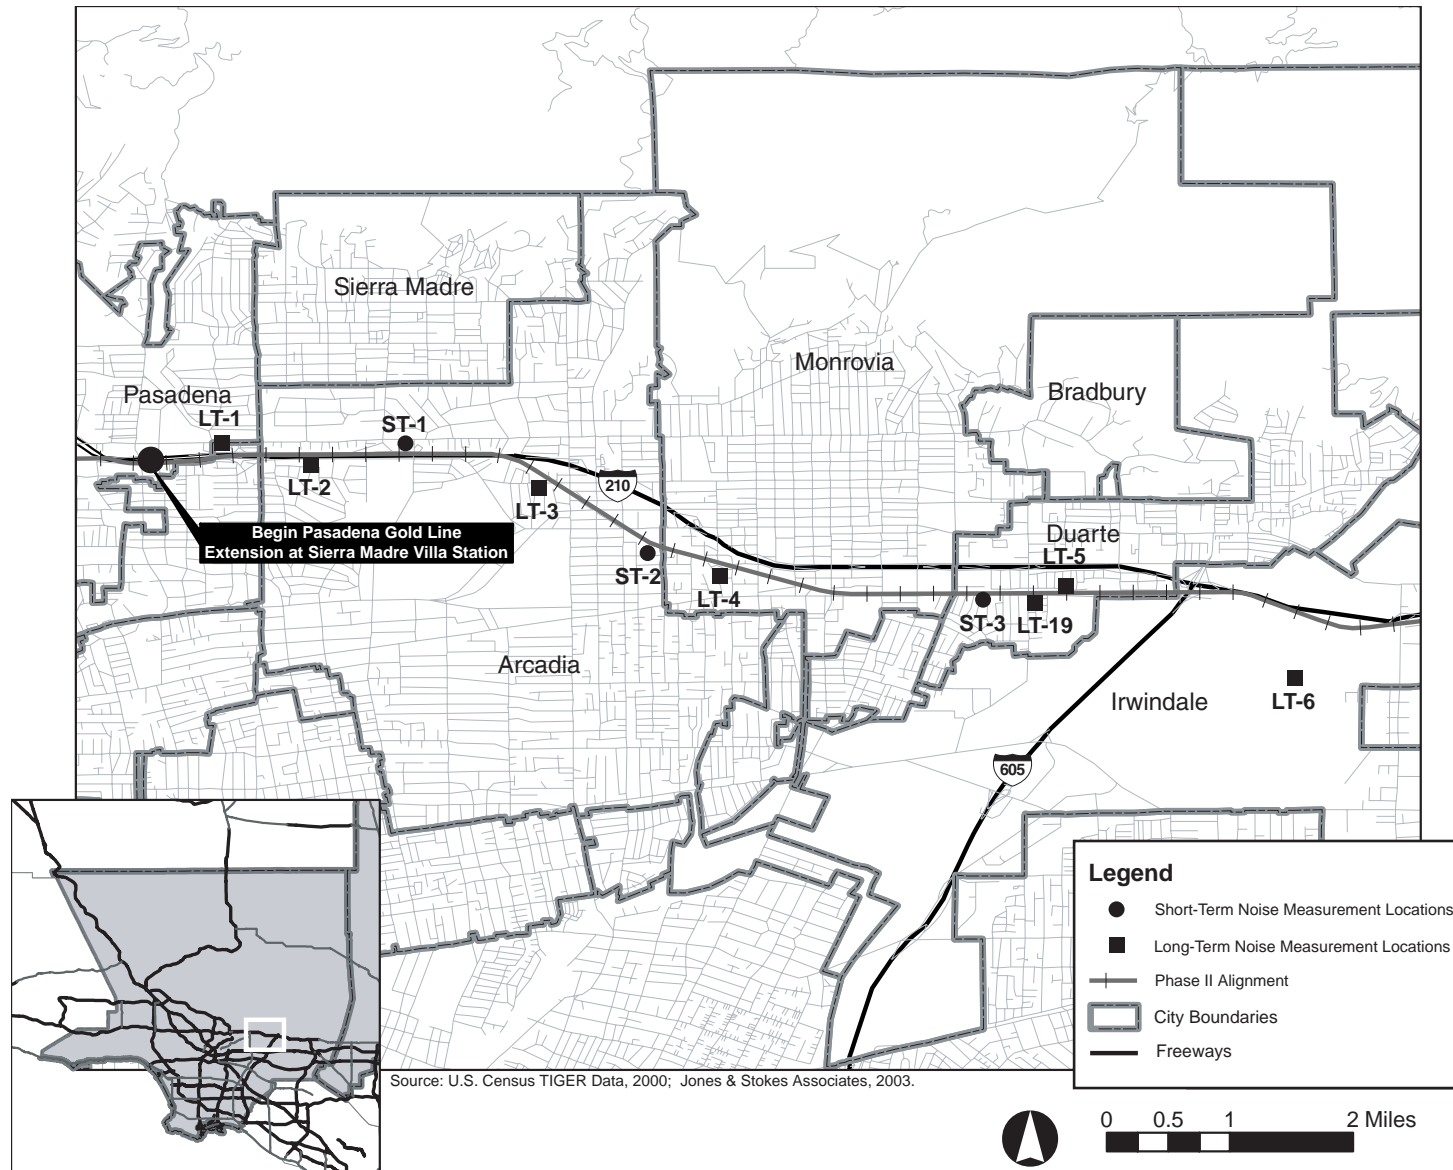 Sierra Madre
Monrovia
Pasadena
Bradbury
LT-1
ST-1
LT-2
210
LT-3
Begin Pasadena Gold Line
Extension at Sierra Madre Villa Station
Duarte
LT-5
ST-2
LT-4
ST-3
LT-19
Arcadia
Irwindale
LT-6
605
Legend
Short-Term Noise Measurement Locations
Long-Term Noise Measurement Locations
Phase II Alignment
City Boundaries
Freeways
Source: U.S. Census TIGER Data, 2000; Jones & Stokes Associates, 2003.
0 0.5 1 2 Miles